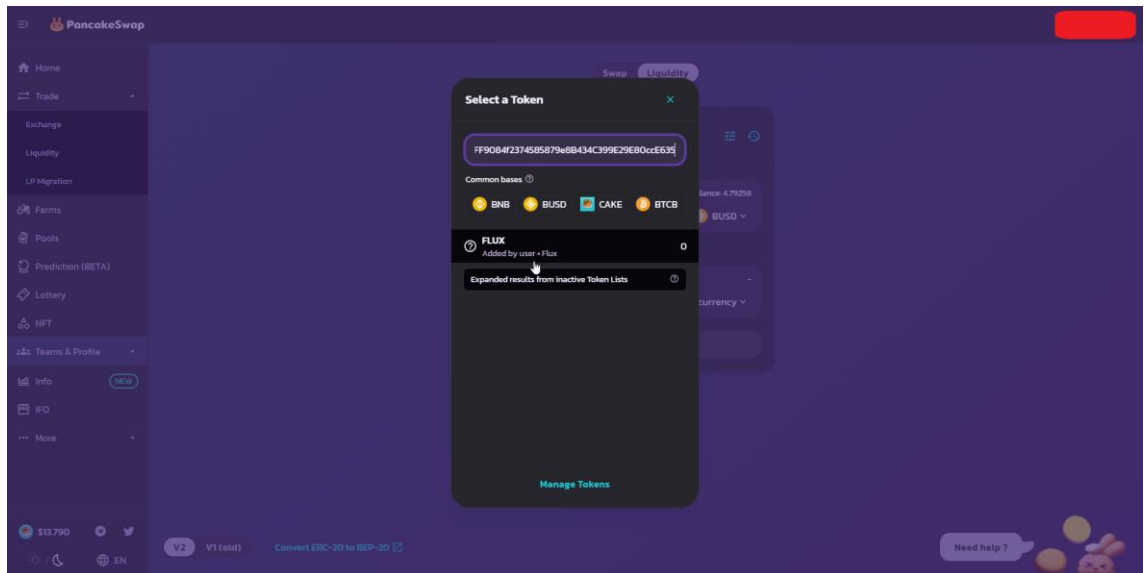 PancakeSwap
Home
Trade
Exchange
Liquidity
LP Migration
Farms
Pools
Prediction (BETA)
Lottery
NFT
Teams & Profile
Info NEW
IFO
More
$13.790
EN
Swap Liquidity
Select a Token
FF9084f2374585879e8B434C399E29E80ccE635
Common bases
BNB BUSD CAKE BTCB
FLUX 0
Added by user • Flux
Expanded results from inactive Token Lists
Manage Tokens
lance: 4.79258
BUSD
currency
V2 V1 (old) Convert ERC-20 to BEP-20
Need help ?